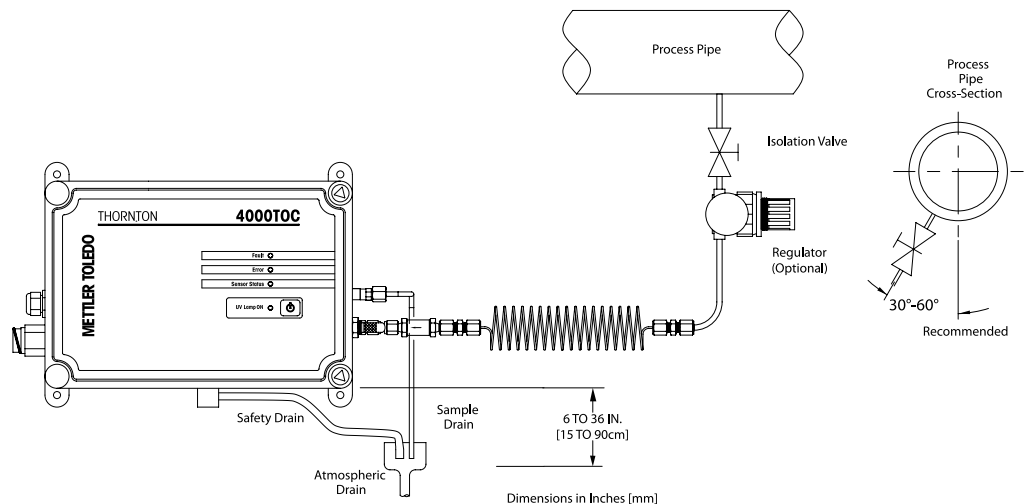 Process Pipe
Process
Pipe
Cross-Section
Isolation Valve
THORNTON
4000TOC
METTLER TOLEDO
Fault
Error
Sensor Status
UV Lamp ON
Regulator
(Optional)
30°-60°
Recommended
Safety Drain
Sample
Drain
6 TO 36 IN.
[15 TO 90cm]
Atmospheric
Drain
Dimensions in Inches [mm]